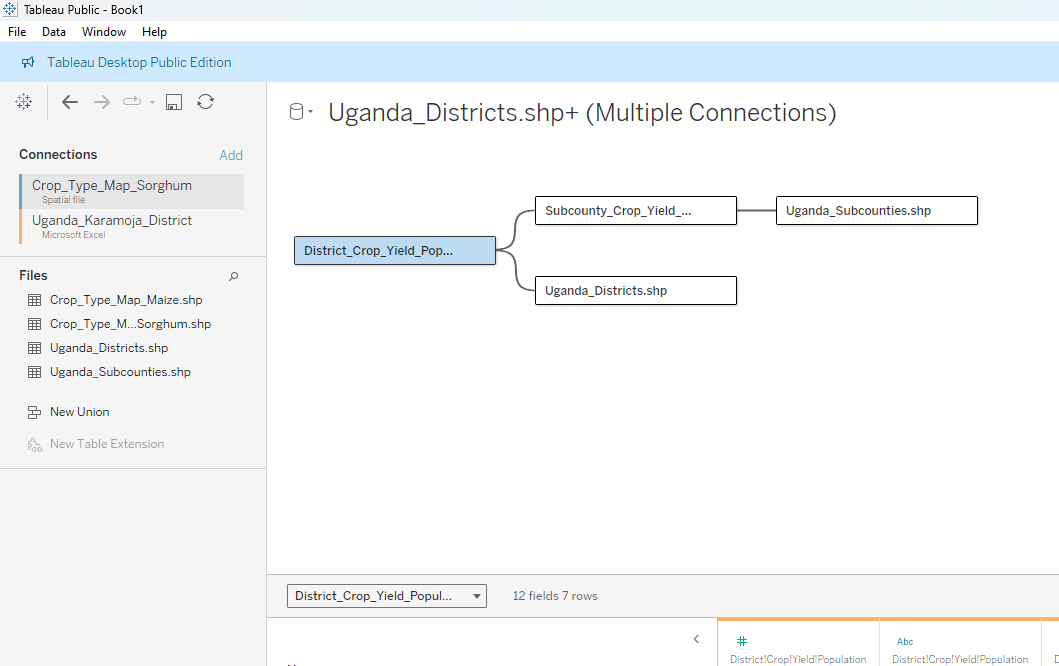 Tableau Public - Book1
File Data Window Help
Tableau Desktop Public Edition
Connections Add
Crop_Type_Map_Sorghum
Spatial file
Uganda_Karamoja_District
Microsoft Excel
Files
Crop_Type_Map_Maize.shp
Crop_Type_M...Sorghum.shp
Uganda_Districts.shp
Uganda_Subcounties.shp
New Union
New Table Extension
Uganda_Districts.shp+ (Multiple Connections)
Subcounty_Crop_Yield_... Uganda_Subcounties.shp
District_Crop_Yield_Pop...
Uganda_Districts.shp
District_Crop_Yield_Popul... 12 fields 7 rows
# Abc
District!Crop!Yield!Population District!Crop!Yield!Population